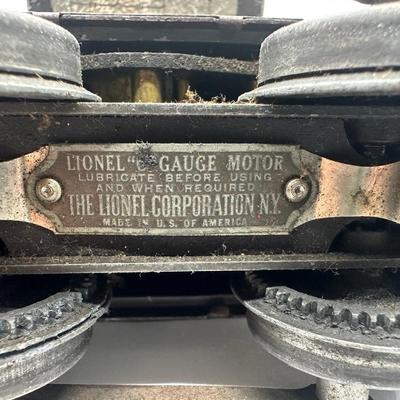 LIONEL "O" GAUGE MOTOR
LUBRICATE BEFORE USING
AND WHEN REQUIRED
THE LIONEL CORPORATION. N.Y.
MADE IN U.S. OF AMERICA